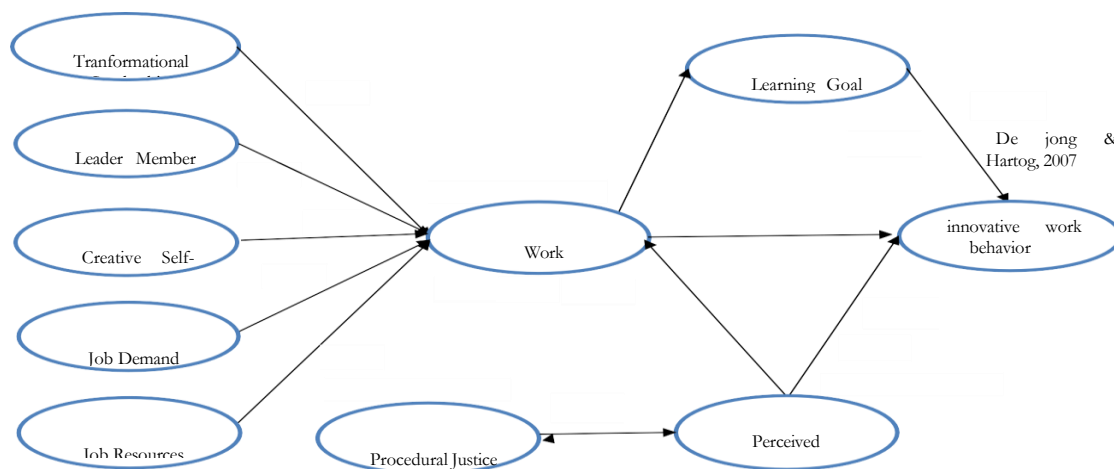 Tranformational
Learning Goal
De jong &
Hartog, 2007
Leader Member
innovative work
behavior
Creative Self-
Work
Job Demand
Job Resources
Procedural Justice
Perceived